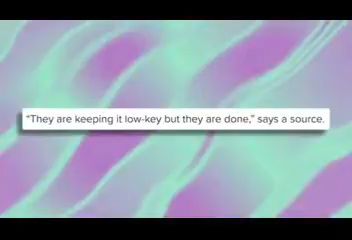 “They are keeping it low-key but they are done,” says a source.